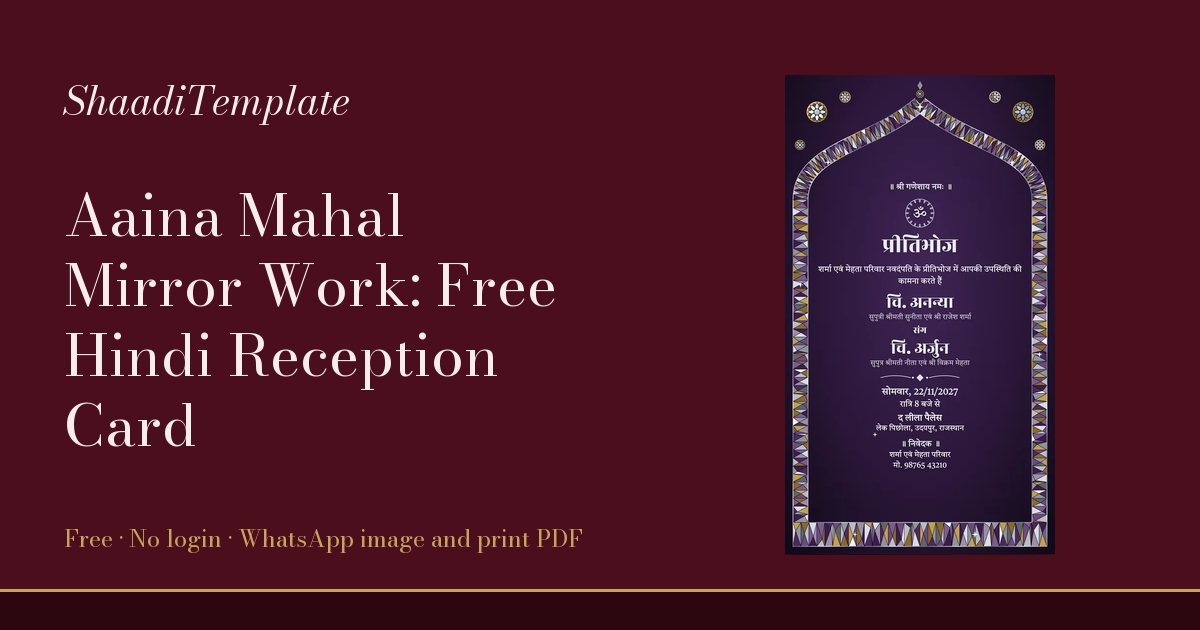 ShaadiTemplate
Aaina Mahal
Mirror Work: Free
Hindi Reception
Card
Free · No login · WhatsApp image and print PDF
॥ श्री गणेशाय नमः ॥
ॐ
प्रीतिभोज
शर्मा एवं मेहता परिवार नवदंपति के प्रीतिभोज में आपकी उपस्थिति की
कामना करते हैं
चि. अनन्या
सुपुत्री श्रीमती सुनीता एवं श्री राजेश शर्मा
संग
चि. अर्जुन
सुपुत्र श्रीमती नीता एवं श्री विक्रम मेहता
सोमवार, 22/11/2027
रात्रि 8 बजे से
द लीला पैलेस
लेक पिछोला, उदयपुर, राजस्थान
॥ निवेदक ॥
शर्मा एवं मेहता परिवार
मो. 98765 43210